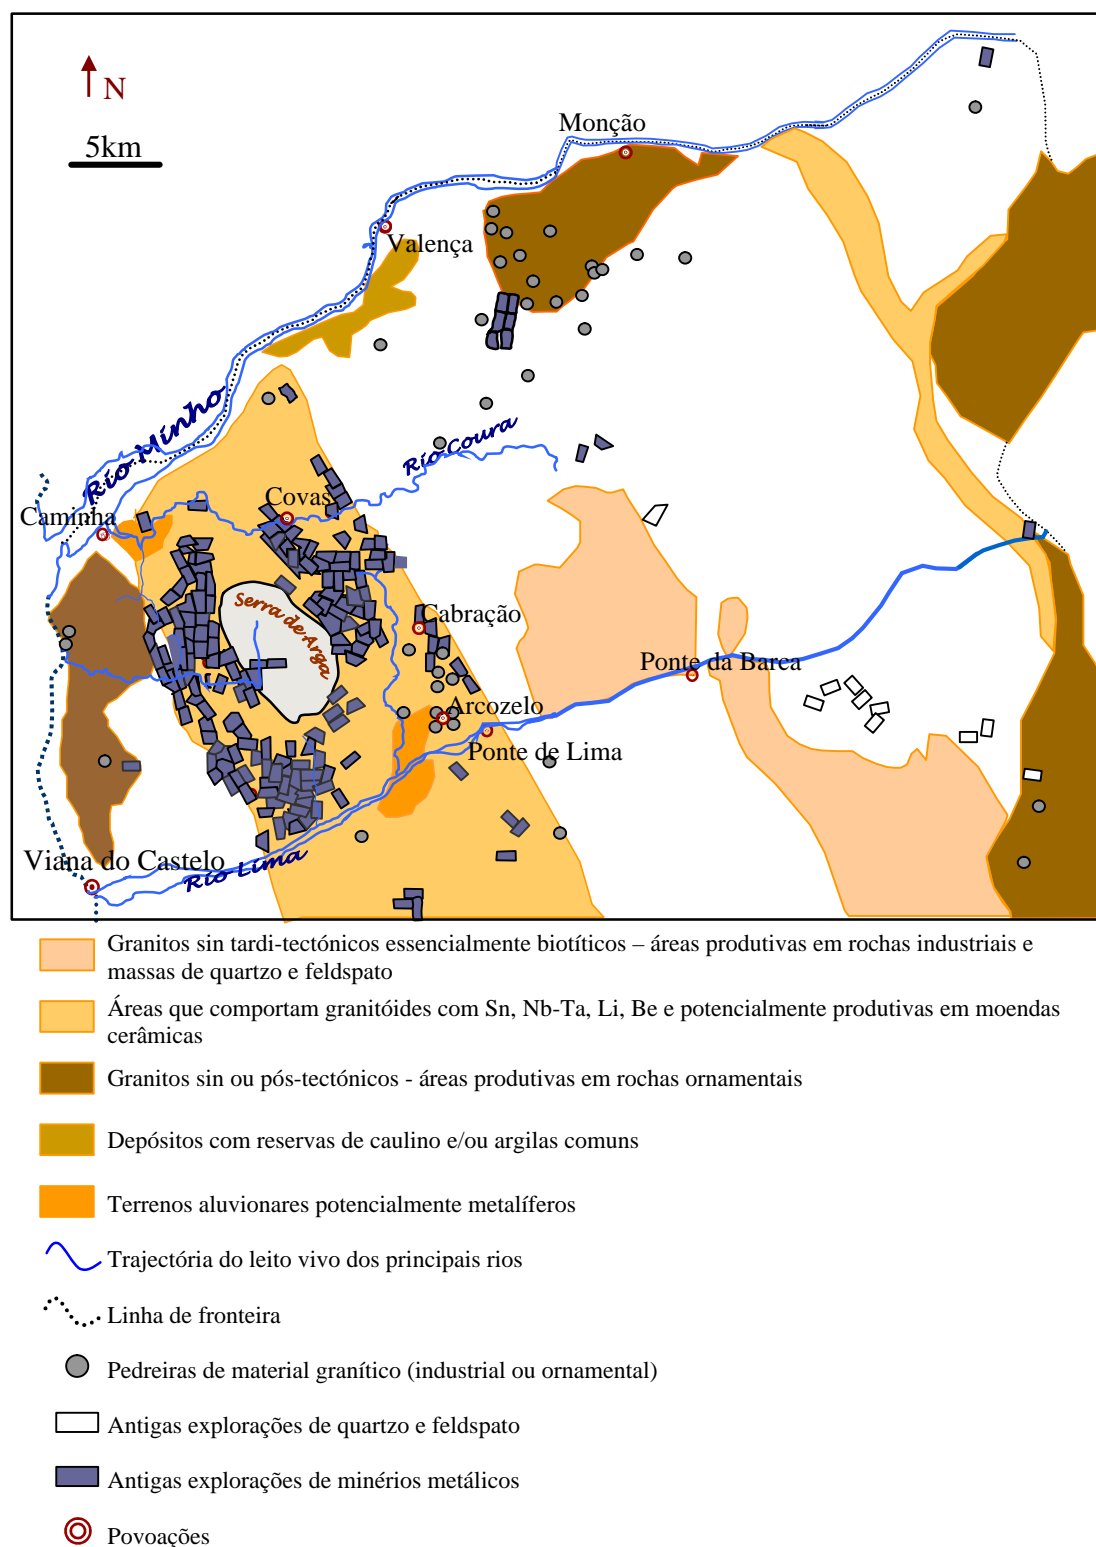 N
5km
Monção
Valença
Río Minho
Río Coura
Covas
Caminha
Serra de Arga
Cabração
Ponte da Barca
Arcozelo
Ponte de Lima
Viana do Castelo
Río Lima
Granitos sin tardi-tectónicos essencialmente biotíticos – áreas produtivas em rochas industriais e
massas de quartzo e feldspato
Áreas que comportam granitóides com Sn, Nb-Ta, Li, Be e potencialmente produtivas em moendas
cerâmicas
Granitos sin ou pós-tectónicos - áreas produtivas em rochas ornamentais
Depósitos com reservas de caulino e/ou argilas comuns
Terrenos aluvionares potencialmente metalíferos
Trajectória do leito vivo dos principais rios
Linha de fronteira
Pedreiras de material granítico (industrial ou ornamental)
Antigas explorações de quartzo e feldspato
Antigas explorações de minérios metálicos
Povoações